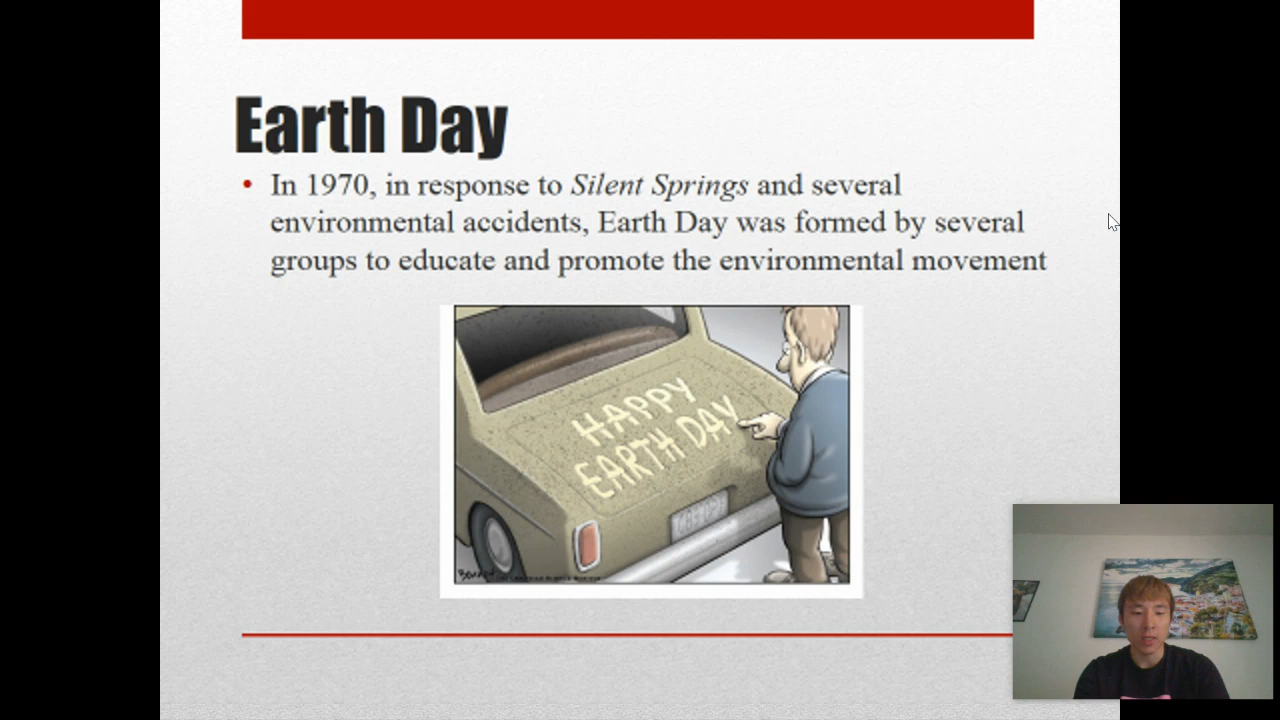 Earth Day
• In 1970, in response to Silent Springs and several
environmental accidents, Earth Day was formed by several
groups to educate and promote the environmental movement
HAPPY
EARTH DAY